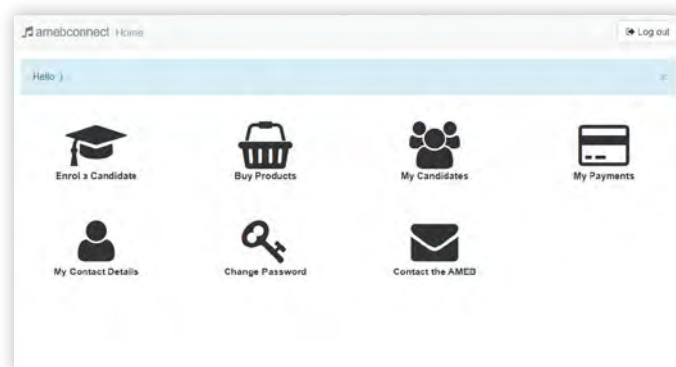 amebconnect Home
Log out
Hello :)
×
Enrol a Candidate
Buy Products
My Candidates
My Payments
My Contact Details
Change Password
Contact the AMEB